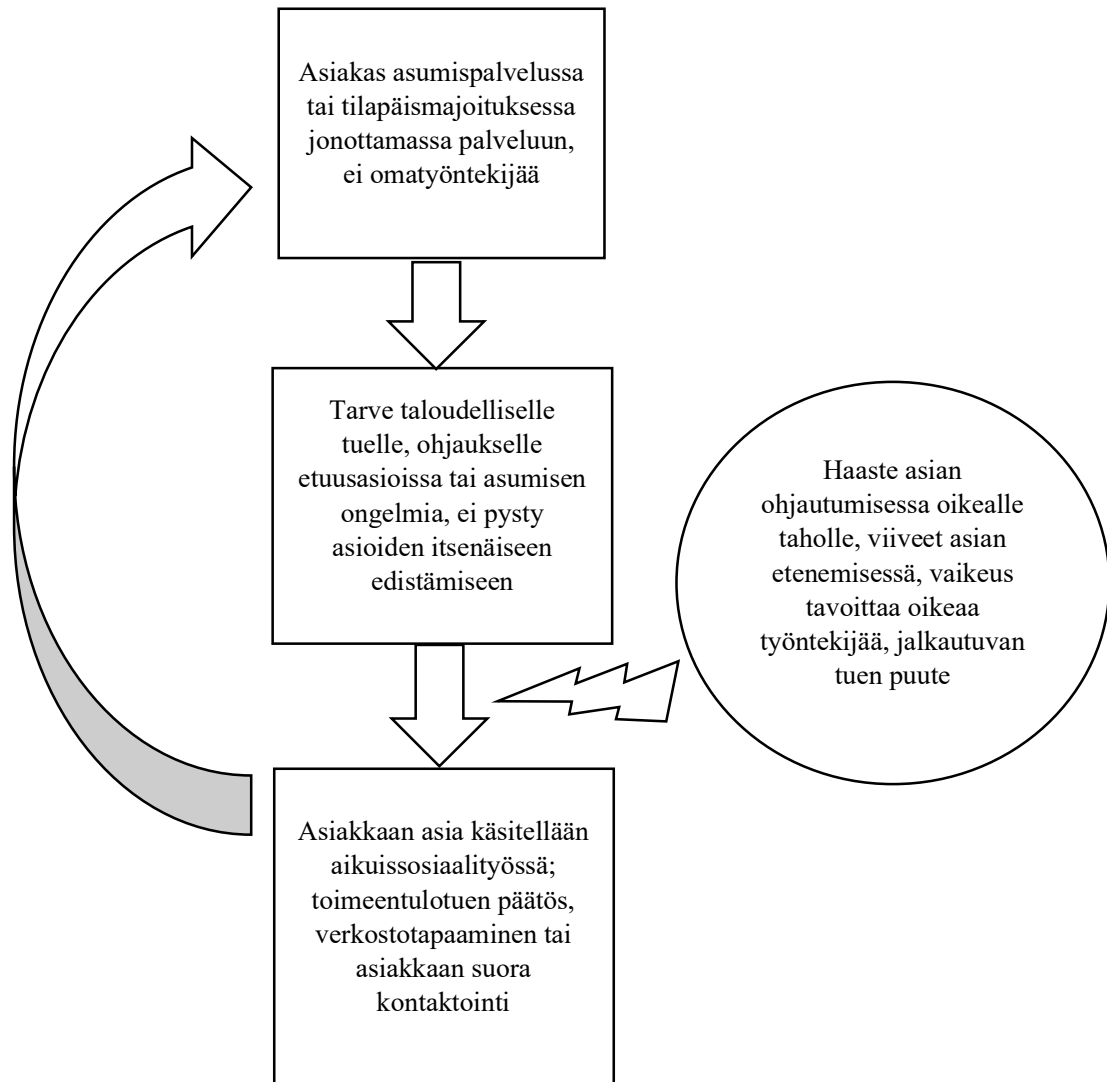 Asiakas asumispalvelussa
tai tilapäismajoituksessa
jonottamassa palveluun,
ei omatyöntekijää
Tarve taloudelliselle
tuelle, ohjaukselle
etuusasioissa tai asumisen
ongelmia, ei pysty
asioiden itsenäiseen
edistämiseen
Haaste asian
ohjautumisessa oikealle
taholle, viiveet asian
etenemisessä, vaikeus
tavoittaa oikeaa
työntekijää, jalkautuvan
tuen puute
Asiakkaan asia käsitellään
aikuissosiaalityössä;
toimeentulotuen päätös,
verkostotapaaminen tai
asiakkaan suora
kontaktointi